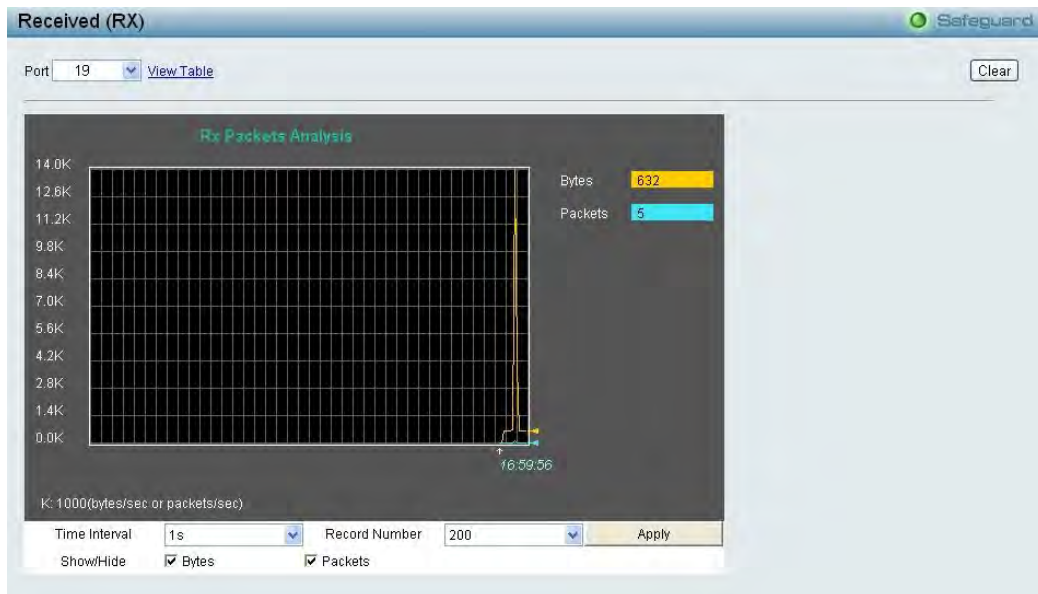 Received (RX)
Safeguard
Port 19 View Table
Clear
Rx Packets Analysis
14.0K
12.6K
11.2K
9.8K
8.4K
7.0K
5.6K
4.2K
2.8K
1.4K
0.0K
Bytes 632
Packets 5
16:59:56
K: 1000(bytes/sec or packets/sec)
Time Interval 1s Record Number 200 Apply
Show/Hide Bytes Packets